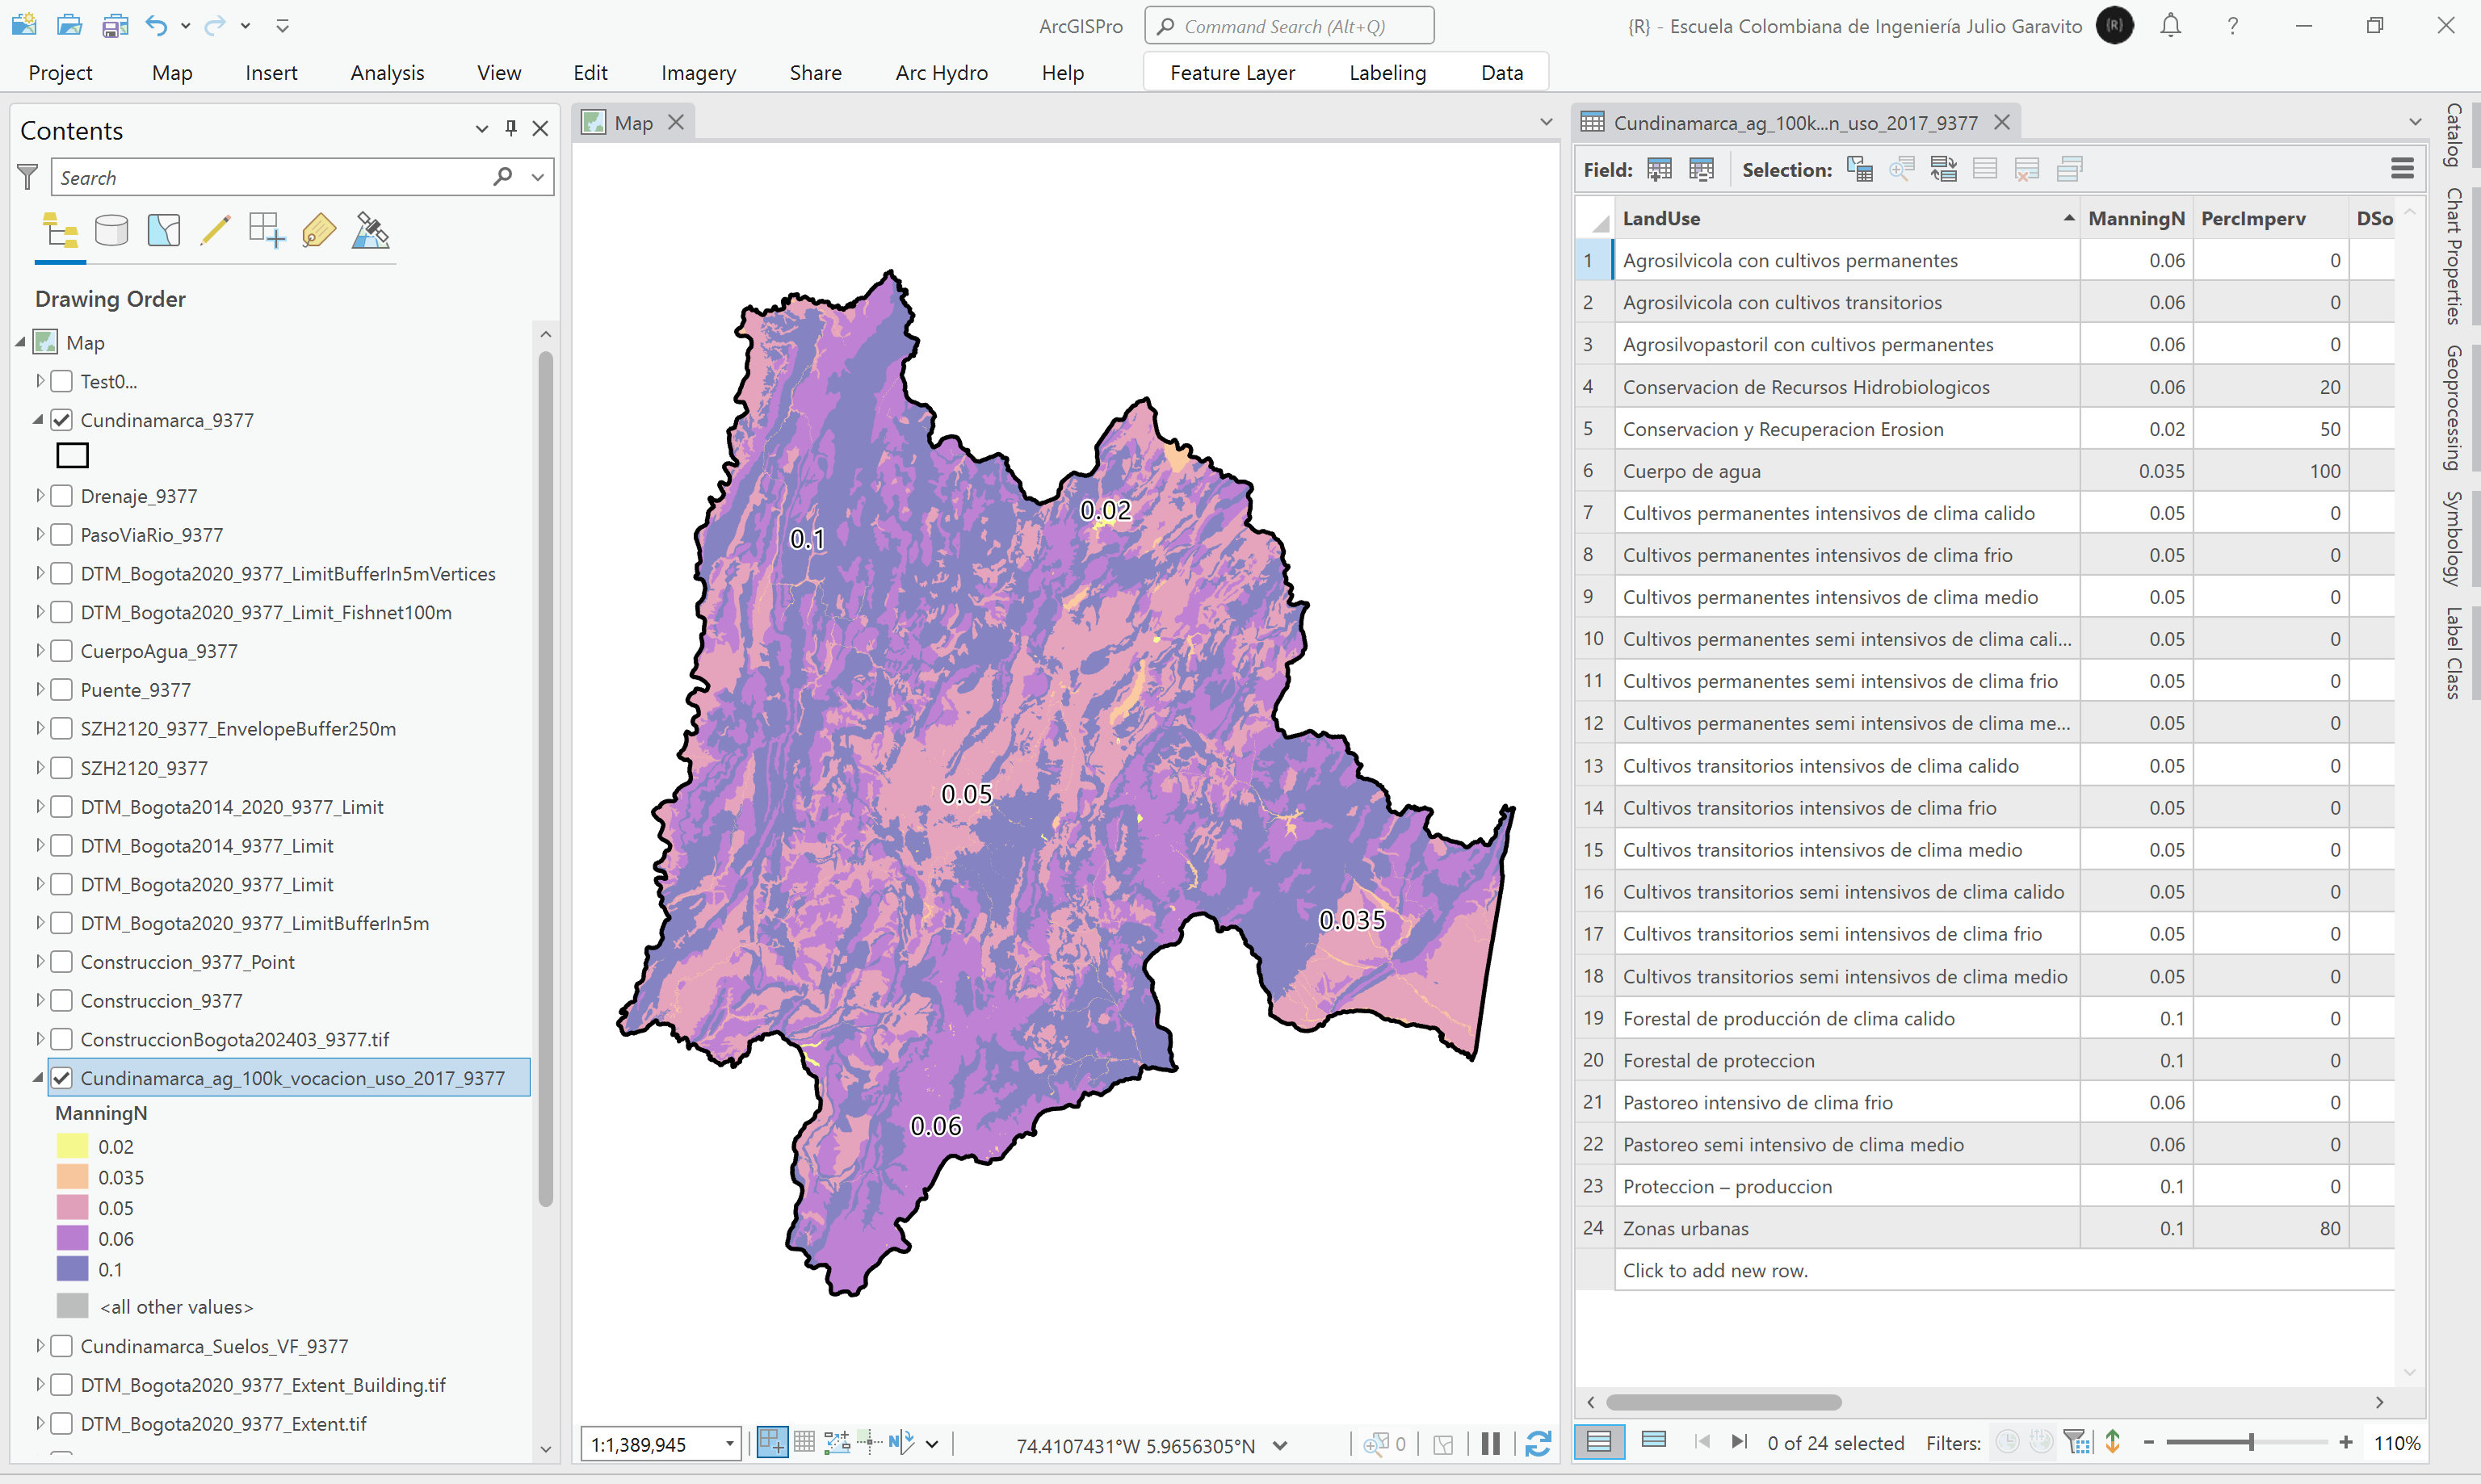 ArcGISPro
Command Search (Alt+Q)
{R} - Escuela Colombiana de Ingeniería Julio Garavito
{R}
?
Project
Map
Insert
Analysis
View
Edit
Imagery
Share
Arc Hydro
Help
Feature Layer
Labeling
Data
Contents
Search
Drawing Order
Map
Test0...
Cundinamarca_9377
Drenaje_9377
PasoViaRio_9377
DTM_Bogota2020_9377_LimitBufferIn5mVertices
DTM_Bogota2020_9377_Limit_Fishnet100m
CuerpoAgua_9377
Puente_9377
SZH2120_9377_EnvelopeBuffer250m
SZH2120_9377
DTM_Bogota2014_2020_9377_Limit
DTM_Bogota2014_9377_Limit
DTM_Bogota2020_9377_Limit
DTM_Bogota2020_9377_LimitBufferIn5m
Construccion_9377_Point
Construccion_9377
ConstruccionBogota202403_9377.tif
Cundinamarca_ag_100k_vocacion_uso_2017_9377
ManningN
0.02
0.035
0.05
0.06
0.1
<all other values>
Cundinamarca_Suelos_VF_9377
DTM_Bogota2020_9377_Extent_Building.tif
DTM_Bogota2020_9377_Extent.tif
Map
0.02
0.1
0.05
0.035
0.06
1:1,389,945
N
74.4107431°W 5.9656305°N
0
Cundinamarca_ag_100k...n_uso_2017_9377
Field:
Selection:
LandUse ManningN PercImperv DSo
1 Agrosilvicola con cultivos permanentes 0.06 0
2 Agrosilvicola con cultivos transitorios 0.06 0
3 Agrosilvopastoril con cultivos permanentes 0.06 0
4 Conservacion de Recursos Hidrobiologicos 0.06 20
5 Conservacion y Recuperacion Erosion 0.02 50
6 Cuerpo de agua 0.035 100
7 Cultivos permanentes intensivos de clima calido 0.05 0
8 Cultivos permanentes intensivos de clima frio 0.05 0
9 Cultivos permanentes intensivos de clima medio 0.05 0
10 Cultivos permanentes semi intensivos de clima cali... 0.05 0
11 Cultivos permanentes semi intensivos de clima frio 0.05 0
12 Cultivos permanentes semi intensivos de clima me... 0.05 0
13 Cultivos transitorios intensivos de clima calido 0.05 0
14 Cultivos transitorios intensivos de clima frio 0.05 0
15 Cultivos transitorios intensivos de clima medio 0.05 0
16 Cultivos transitorios semi intensivos de clima calido 0.05 0
17 Cultivos transitorios semi intensivos de clima frio 0.05 0
18 Cultivos transitorios semi intensivos de clima medio 0.05 0
19 Forestal de producción de clima calido 0.1 0
20 Forestal de proteccion 0.1 0
21 Pastoreo intensivo de clima frio 0.06 0
22 Pastoreo semi intensivo de clima medio 0.06 0
23 Proteccion – produccion 0.1 0
24 Zonas urbanas 0.1 80
Click to add new row.
0 of 24 selected
Filters:
110%
Catalog
Chart Properties
Geoprocessing
Symbology
Label Class